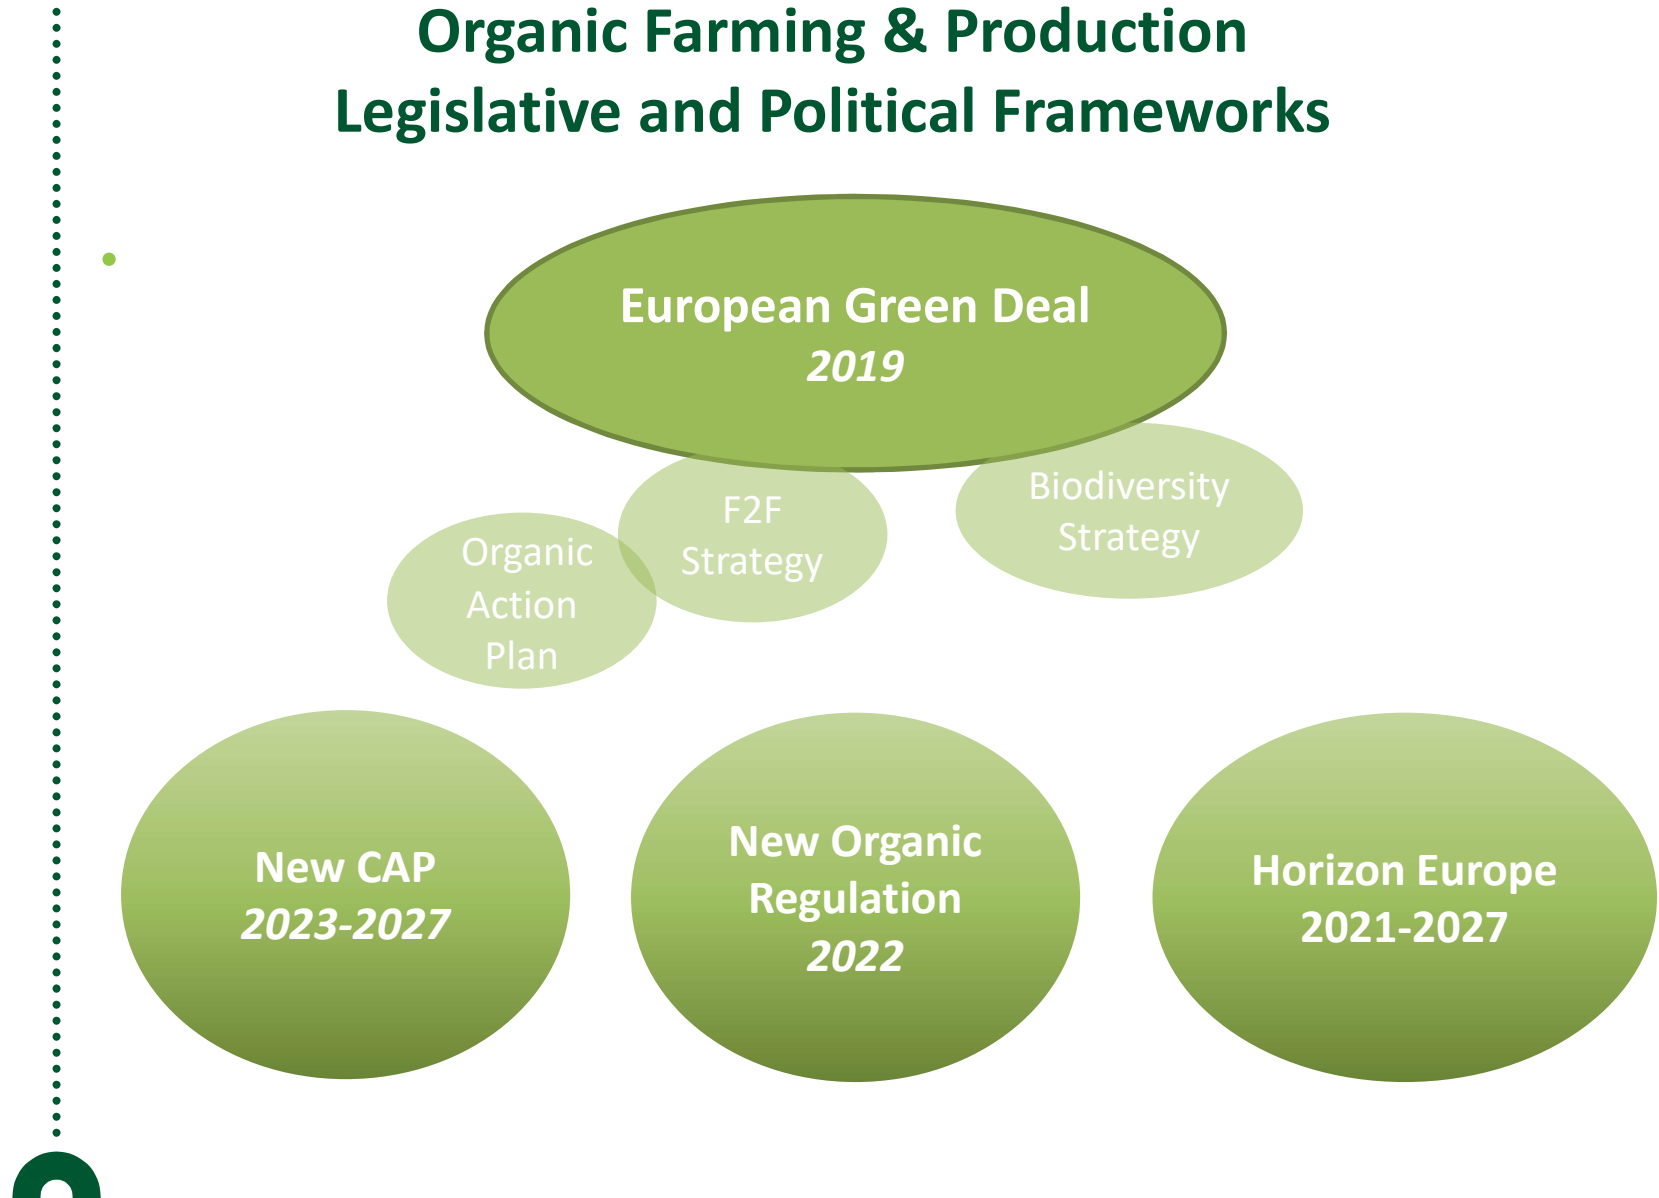 Organic Farming & Production
Legislative and Political Frameworks
European Green Deal
2019
Biodiversity
Strategy
F2F
Strategy
Organic
Action
Plan
New CAP
2023-2027
New Organic
Regulation
2022
Horizon Europe
2021-2027